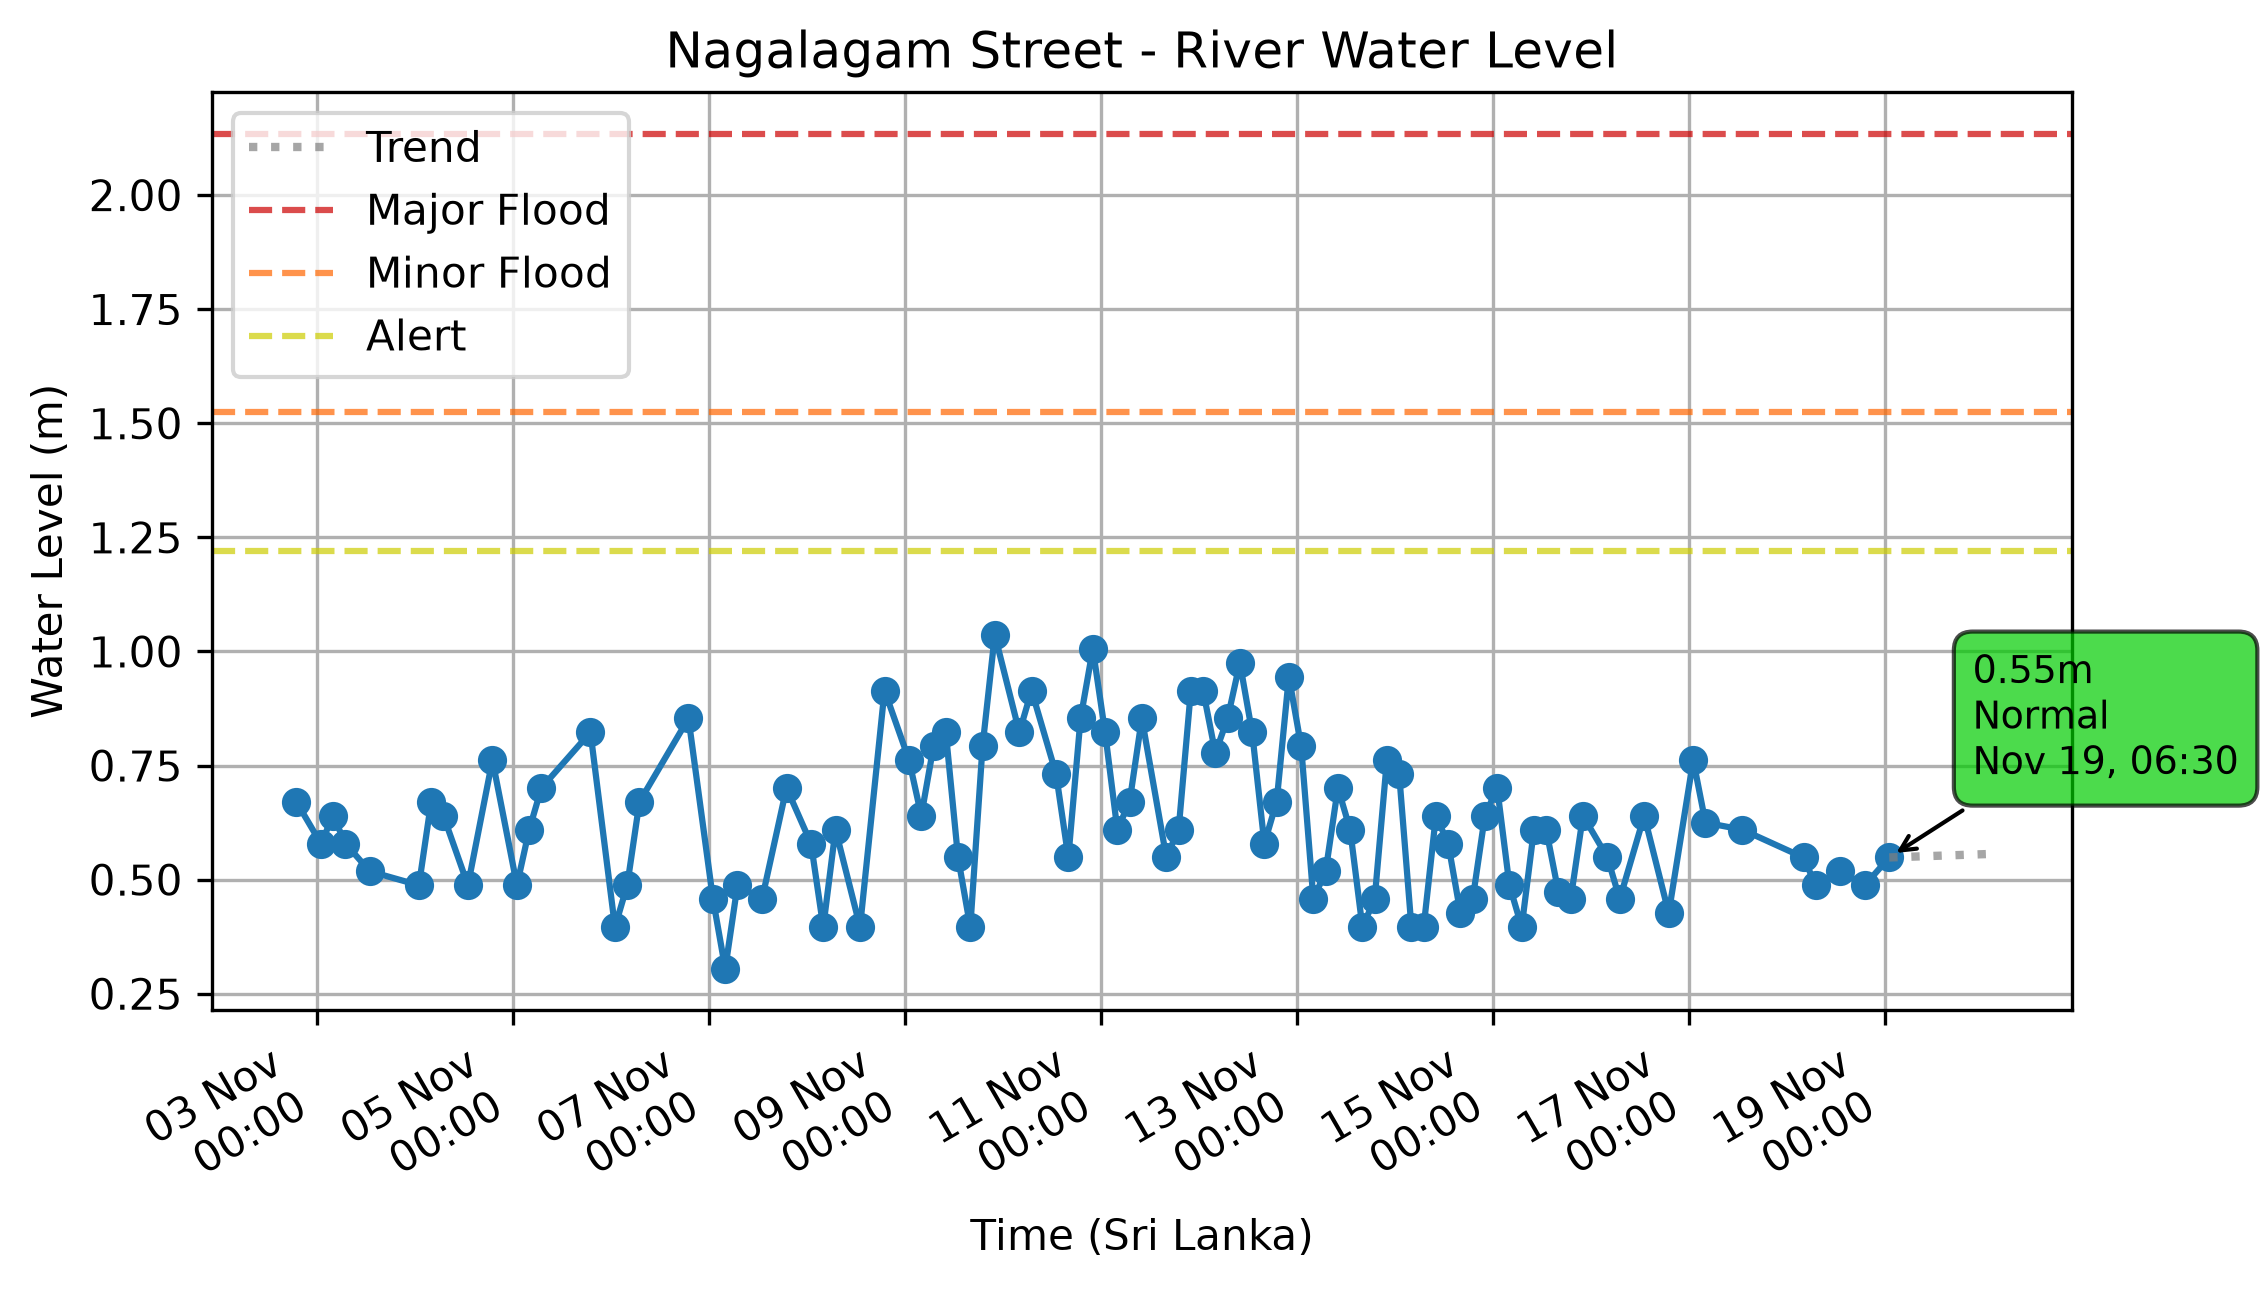 Nagalagam Street - River Water Level
Trend
Major Flood
Minor Flood
Alert
Water Level (m)
2.00
1.75
1.50
1.25
1.00
0.75
0.50
0.25
0.55m
Normal
Nov 19, 06:30
03 Nov
00:00
05 Nov
00:00
07 Nov
00:00
09 Nov
00:00
11 Nov
00:00
13 Nov
00:00
15 Nov
00:00
17 Nov
00:00
19 Nov
00:00
Time (Sri Lanka)